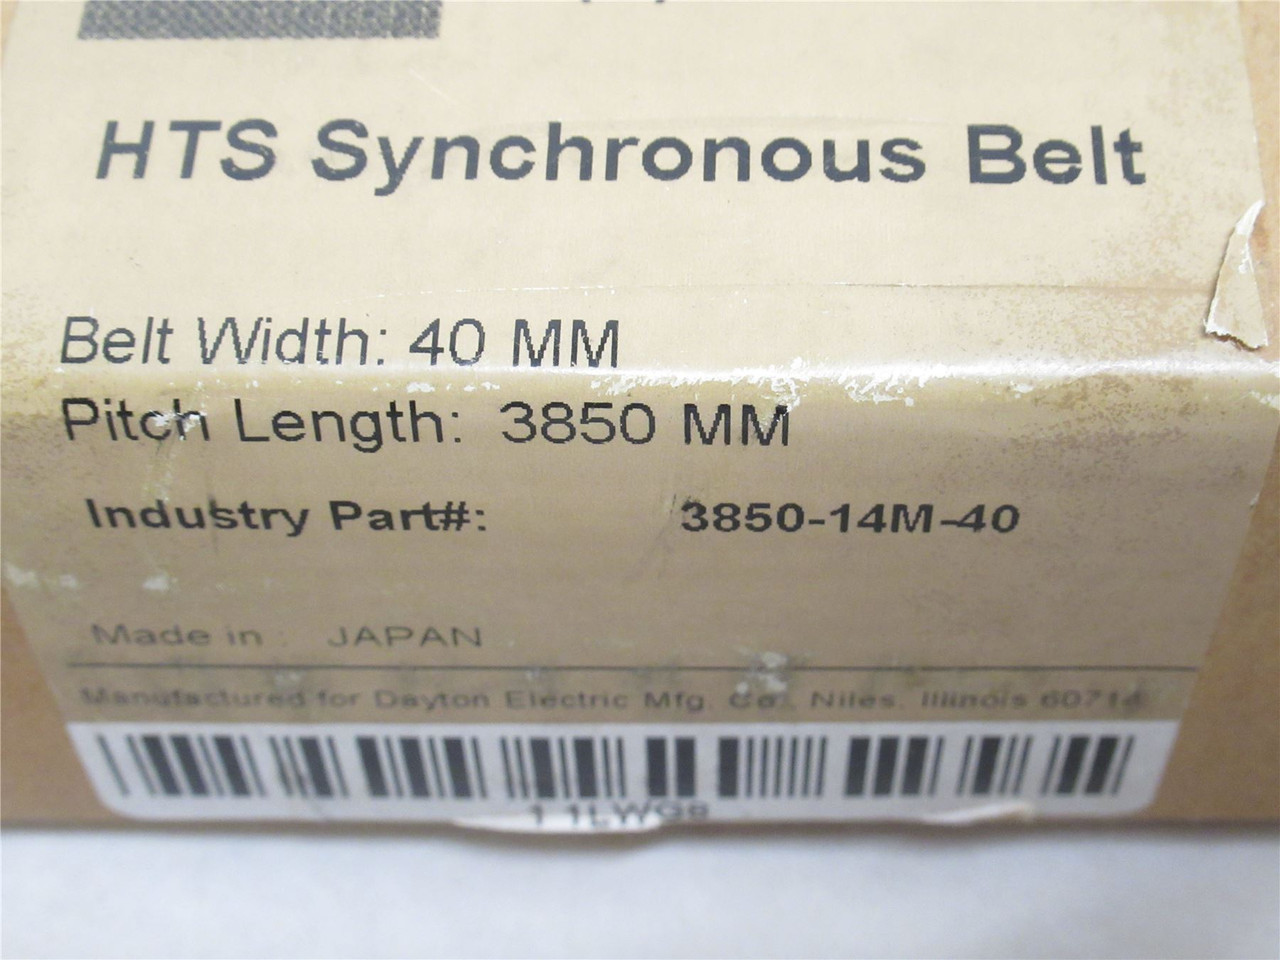 HTS Synchronous Belt
Belt Width: 40 MM
Pitch Length: 3850 MM
Industry Part#: 3850-14M-40
Made in : JAPAN
Manufactured for Dayton Electric Mfg. Co. Niles, Illinois 60714